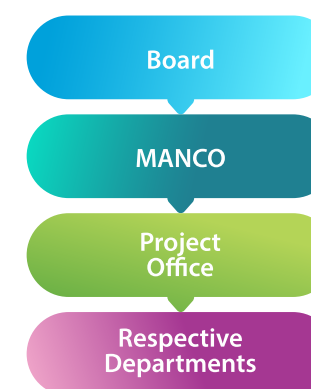 Board
MANCO
Project
Office
Respective
Departments